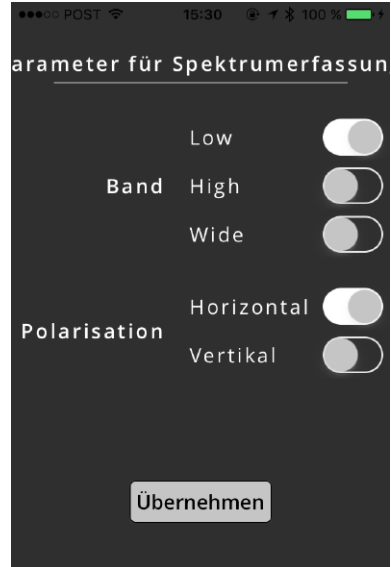 POST 15:30 100 %
arameter für Spektrumerfassun
Low
Band High
Wide
Horizontal
Polarisation
Vertikal
Übernehmen